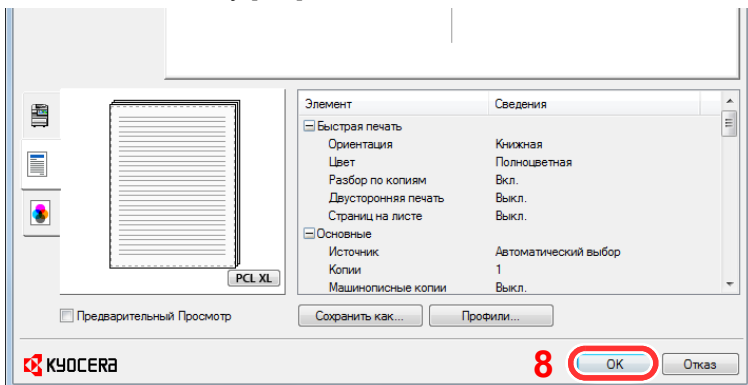 Элемент Сведения
Быстрая печать
Ориентация Книжная
Цвет Полноцветная
Разбор по копиям Вкл.
Двусторонняя печать Выкл.
Страниц на листе Выкл.
Основные
Источник Автоматический выбор
Копии 1
Машинописные копии Выкл.
PCL XL
Предварительный Просмотр Сохранить как... Профили...
KYOCERA 8 OK Отказ